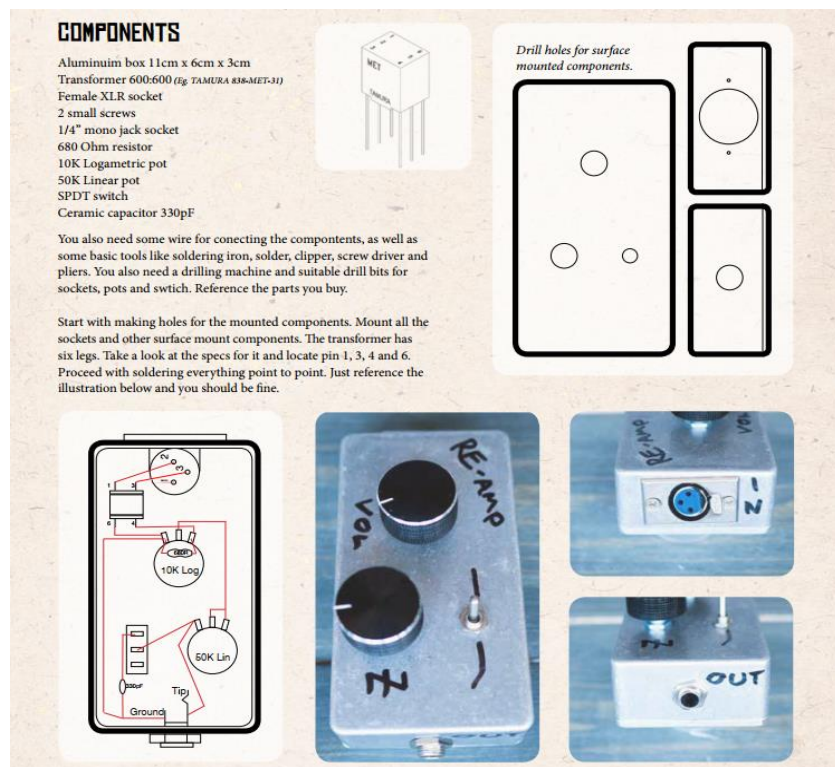 COMPONENTS
Aluminuim box 11cm x 6cm x 3cm
Transformer 600:600 (Eg. TAMURA 838-MET-31)
Female XLR socket
2 small screws
1/4" mono jack socket
680 Ohm resistor
10K Logametric pot
50K Linear pot
SPDT switch
Ceramic capacitor 330pF
You also need some wire for conecting the compontents, as well as
some basic tools like soldering iron, solder, clipper, screw driver and
pliers. You also need a drilling machine and suitable drill bits for
sockets, pots and swtich. Reference the parts you buy.
Start with making holes for the mounted components. Mount all the
sockets and other surface mount components. The transformer has
six legs. Take a look at the specs for it and locate pin 1, 3, 4 and 6.
Proceed with soldering everything point to point. Just reference the
illustration below and you should be fine.
MET
TAMURA
Drill holes for surface
mounted components.
2
3
1
1 3
6 4
680R
10K Log
50K Lin
330pF
Tip
Ground
RE-AMP
VOL
Z
OUT
RE-AMP
VOL
IN
Z
OUT